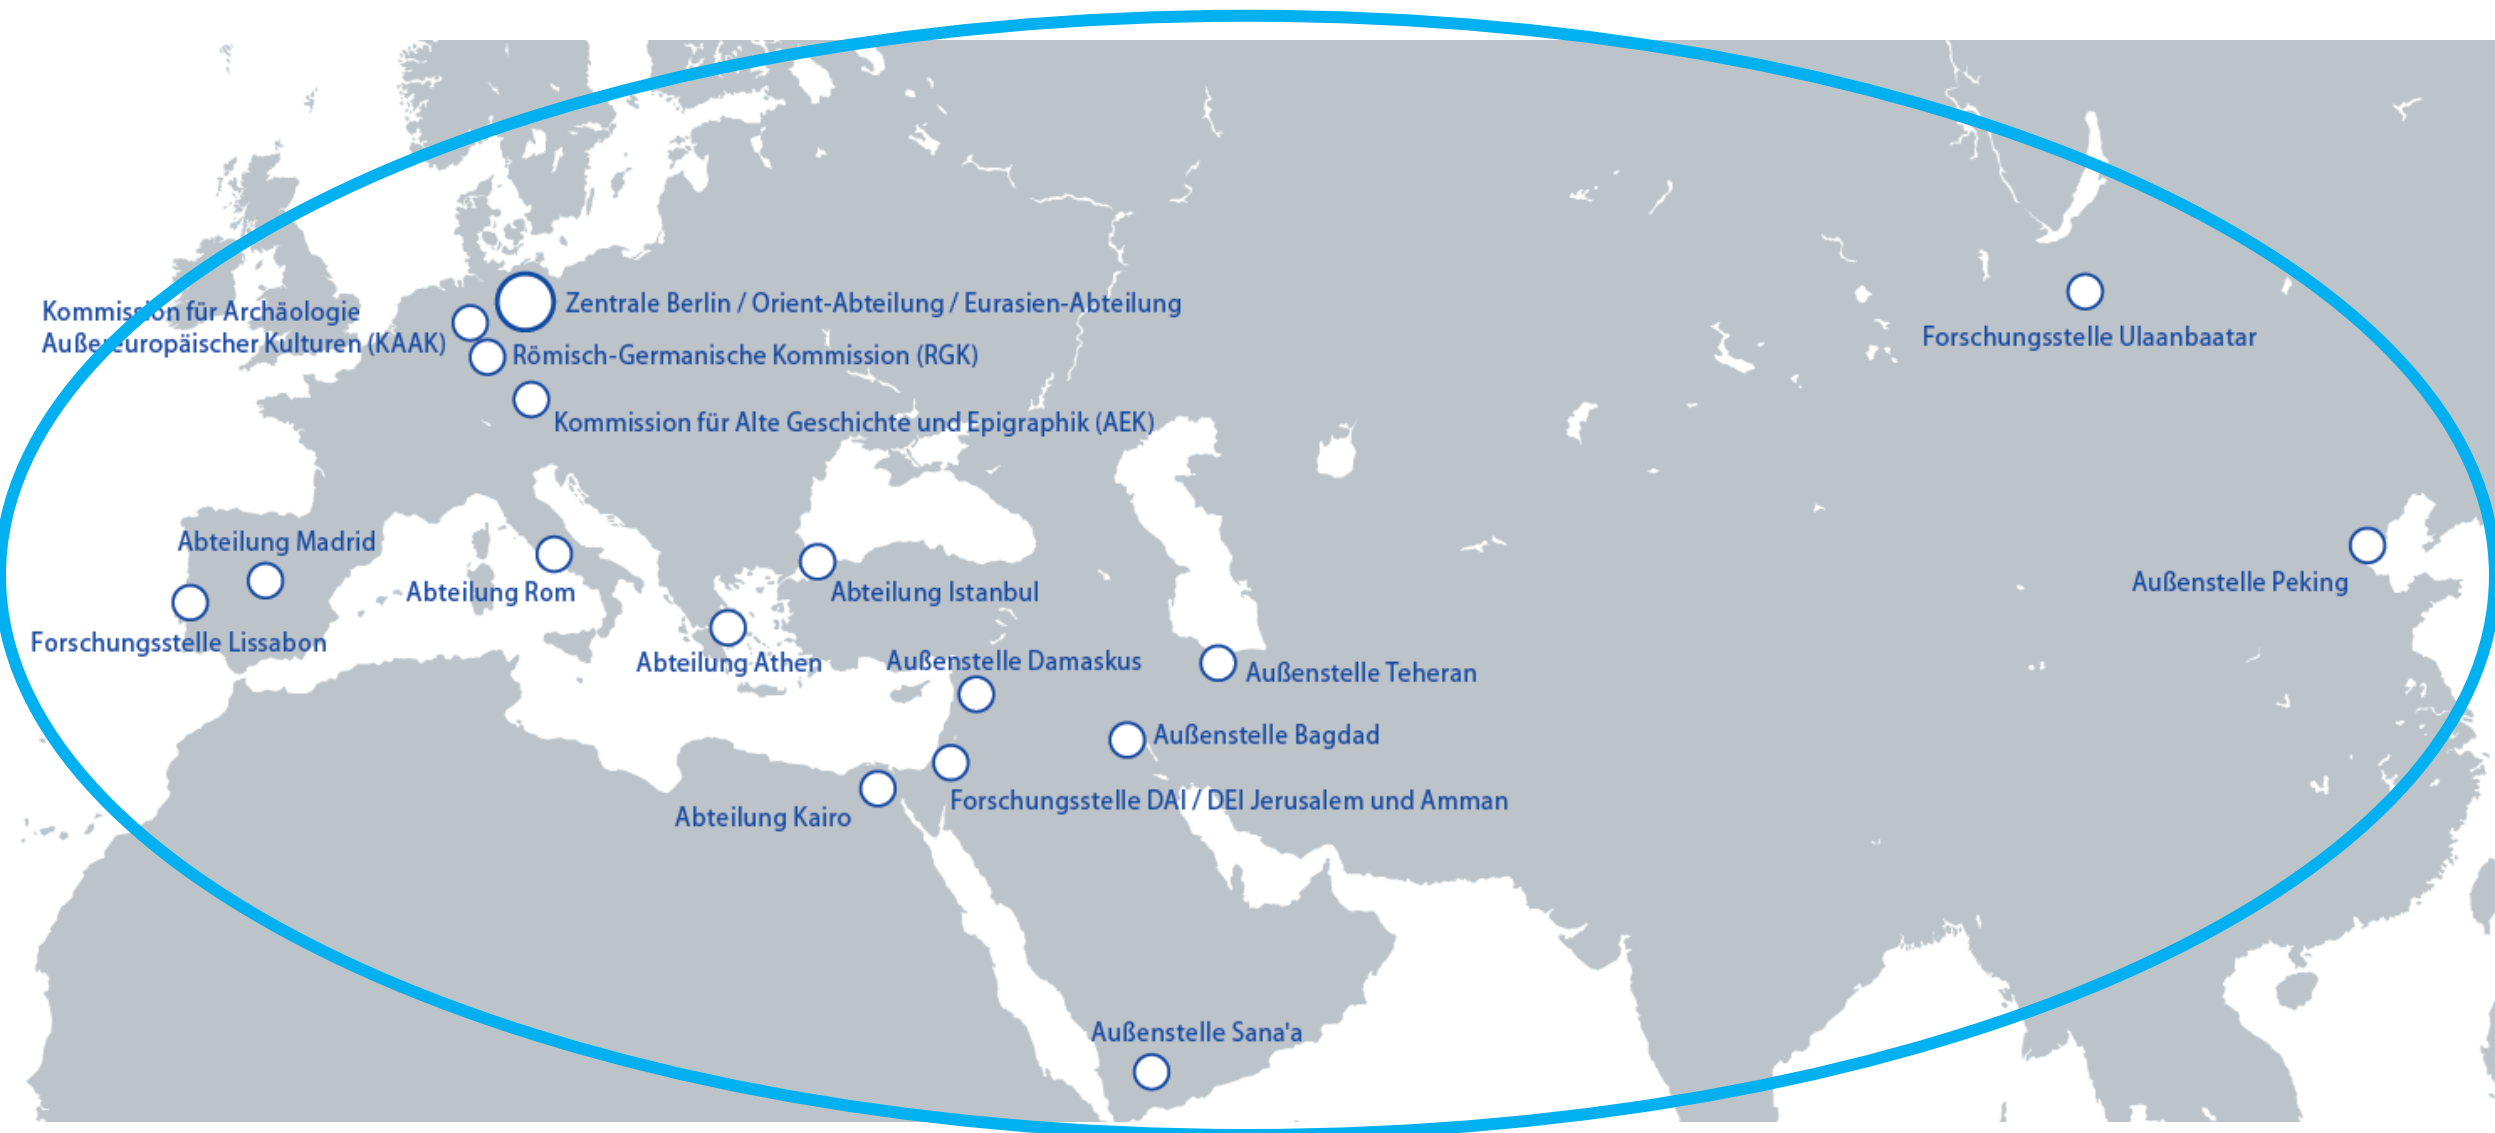 Zentrale Berlin / Orient-Abteilung / Eurasien-Abteilung
Kommission für Archäologie
Außereuropäischer Kulturen (KAAK)
Römisch-Germanische Kommission (RGK)
Kommission für Alte Geschichte und Epigraphik (AEK)
Forschungsstelle Ulaanbaatar
Abteilung Madrid
Forschungsstelle Lissabon
Abteilung Rom
Abteilung Istanbul
Abteilung Athen
Außenstelle Peking
Außenstelle Damaskus
Außenstelle Teheran
Außenstelle Bagdad
Forschungsstelle DAI / DEI Jerusalem und Amman
Abteilung Kairo
Außenstelle Sana'a